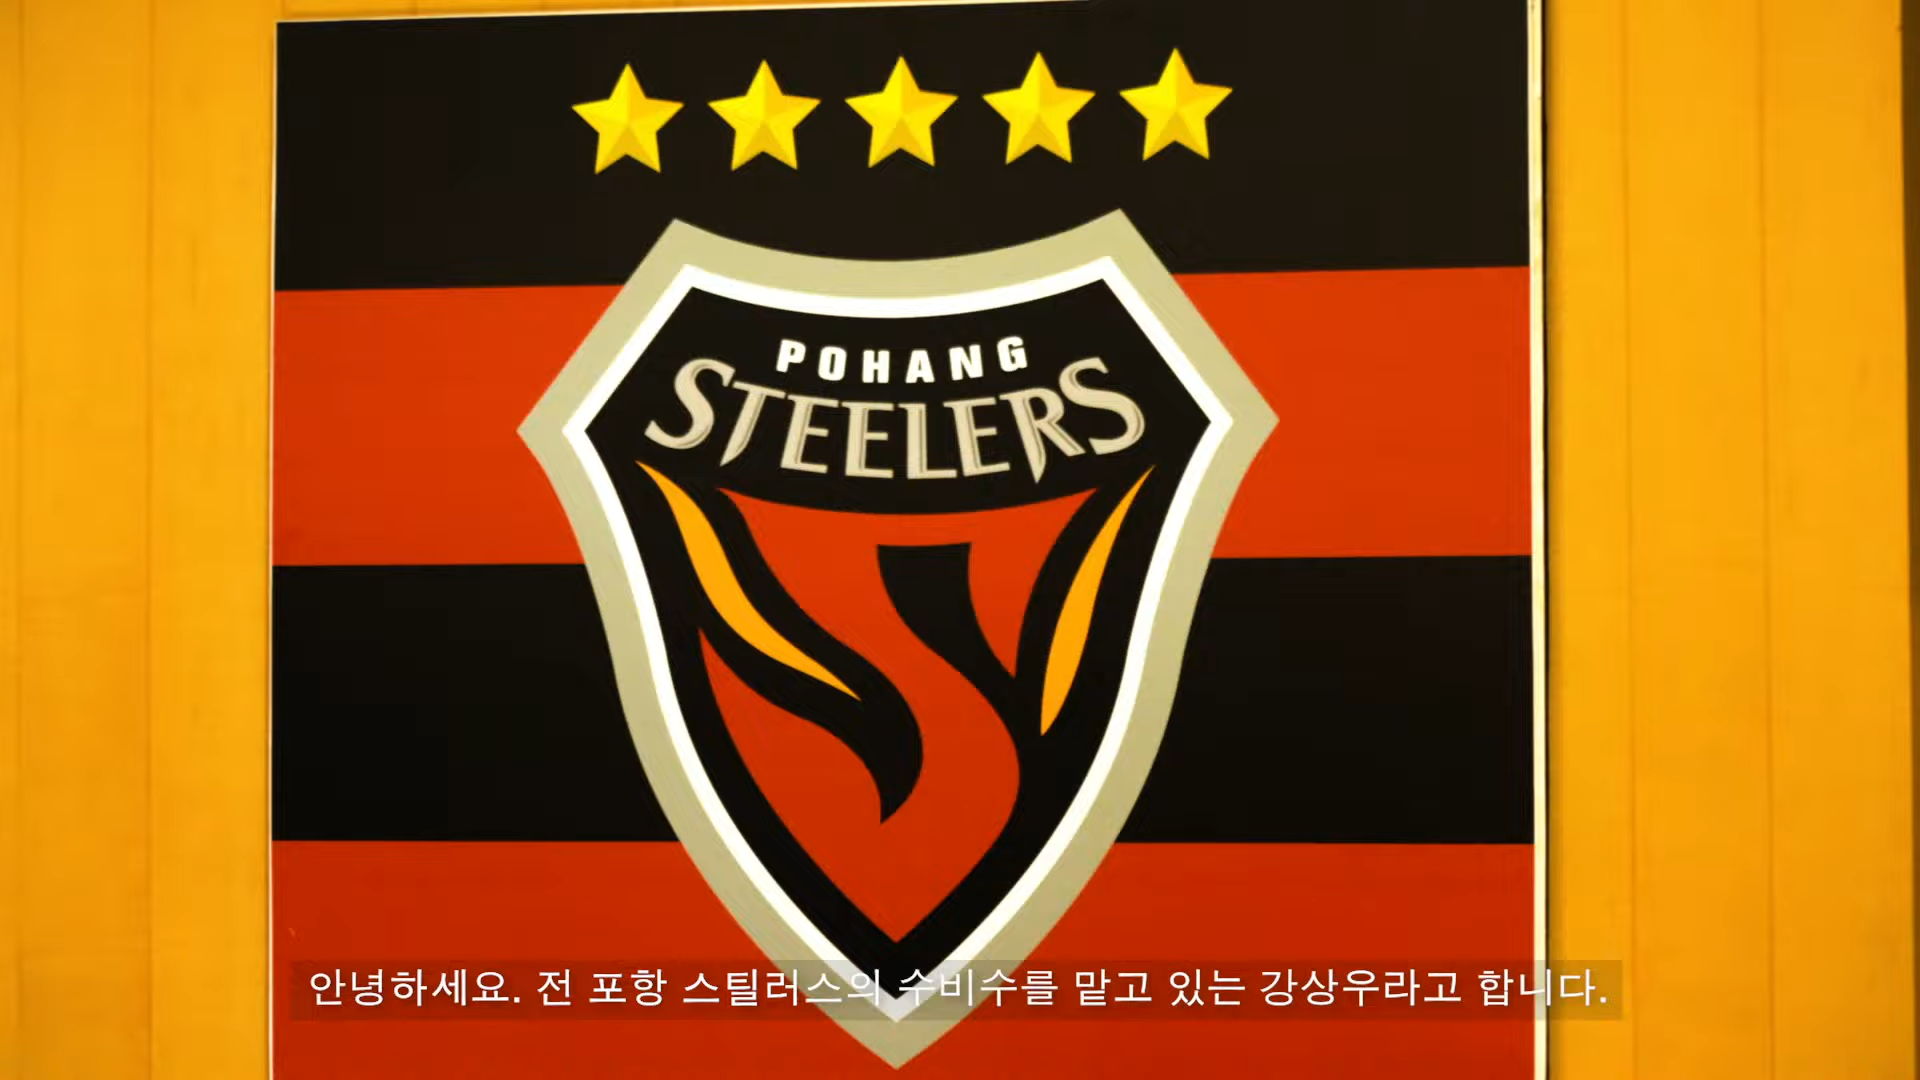 POHANG
STEELERS
안녕하세요. 전 포항 스틸러스의 수비수를 맡고 있는 강상우라고 합니다.